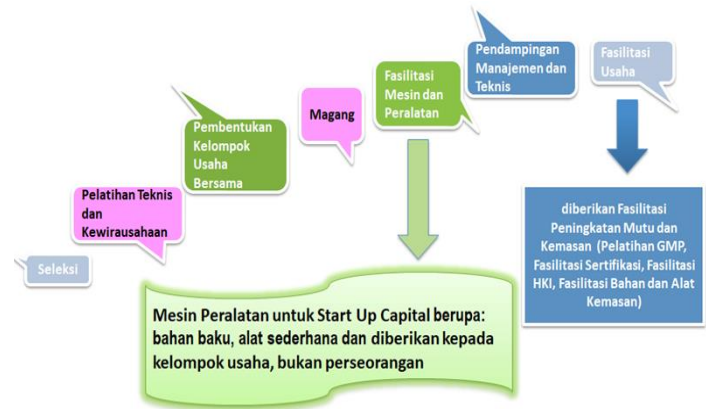 Seleksi
Pelatihan Teknis
dan
Kewirausahaan
Pembentukan
Kelompok
Usaha
Bersama
Magang
Fasilitasi
Mesin dan
Peralatan
Pendampingan
Manajemen dan
Teknis
Fasilitasi
Usaha
Mesin Peralatan untuk Start Up Capital berupa:
bahan baku, alat sederhana dan diberikan kepada
kelompok usaha, bukan perseorangan
diberikan Fasilitasi
Peningkatan Mutu dan
Kemasan (Pelatihan GMP,
Fasilitasi Sertifikasi, Fasilitasi
HKI, Fasilitasi Bahan dan Alat
Kemasan)